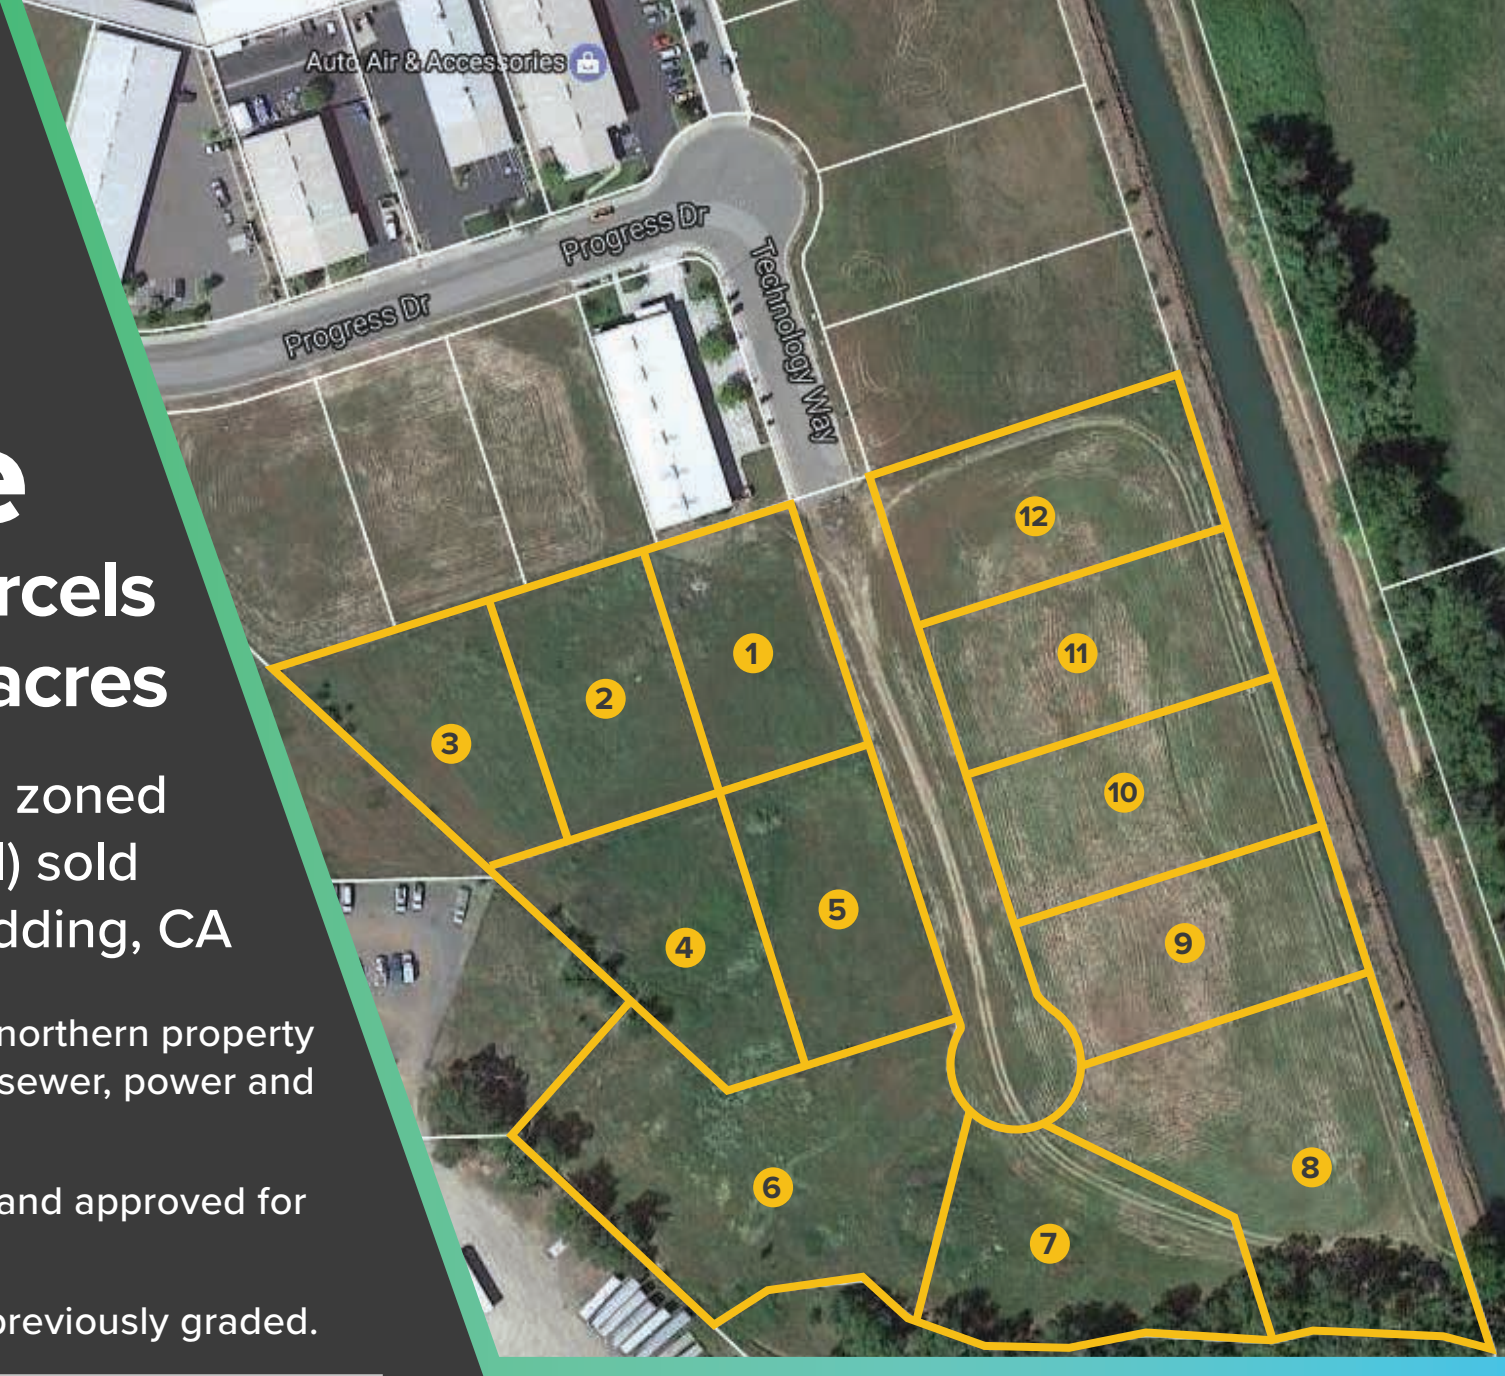 e
rcels
acres
zoned
l) sold
dding, CA
northern property
sewer, power and
and approved for
previously graded.
Auto Air & Accessories
Progress Dr
Progress Dr
Technology Way
12
11
1
2
3
10
5
9
4
8
6
7